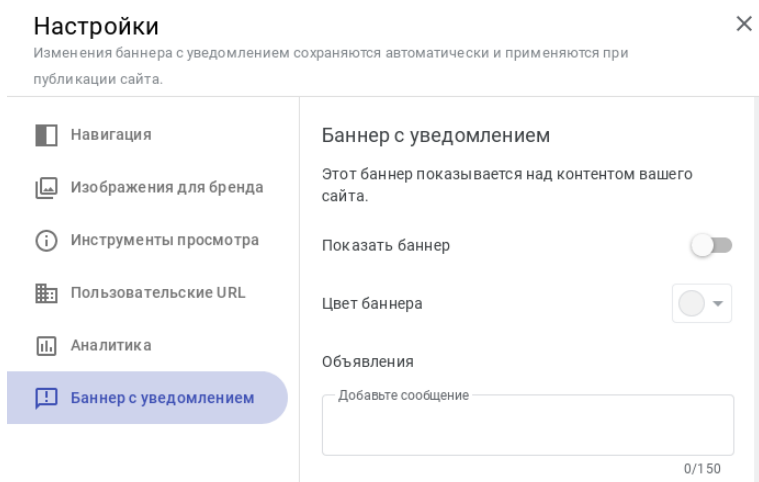 Настройки
Изменения баннера с уведомлением сохраняются автоматически и применяются при
публикации сайта.
Навигация
Изображения для бренда
Инструменты просмотра
Пользовательские URL
Аналитика
Баннер с уведомлением
Баннер с уведомлением
Этот баннер показывается над контентом вашего
сайта.
Показать баннер
Цвет баннера
Объявления
Добавьте сообщение
0/150